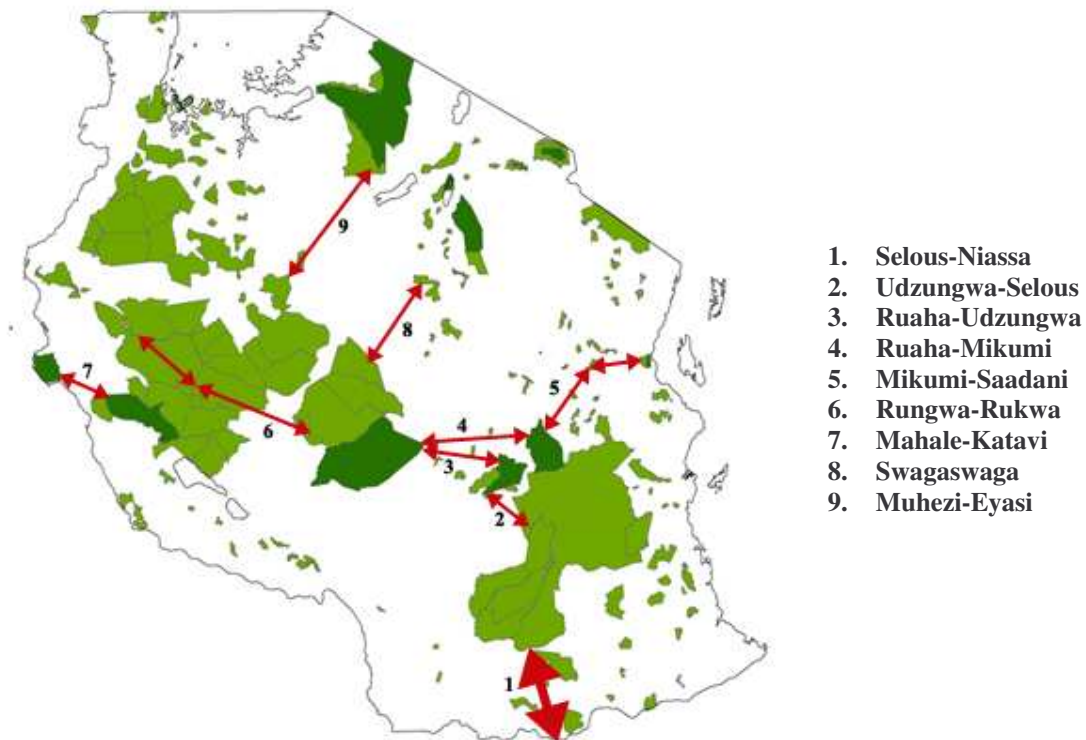 9
8
7
5
6
4
3
2
1
1. Selous-Niassa
2. Udzungwa-Selous
3. Ruaha-Udzungwa
4. Ruaha-Mikumi
5. Mikumi-Saadani
6. Rungwa-Rukwa
7. Mahale-Katavi
8. Swagaswaga
9. Muhezi-Eyasi